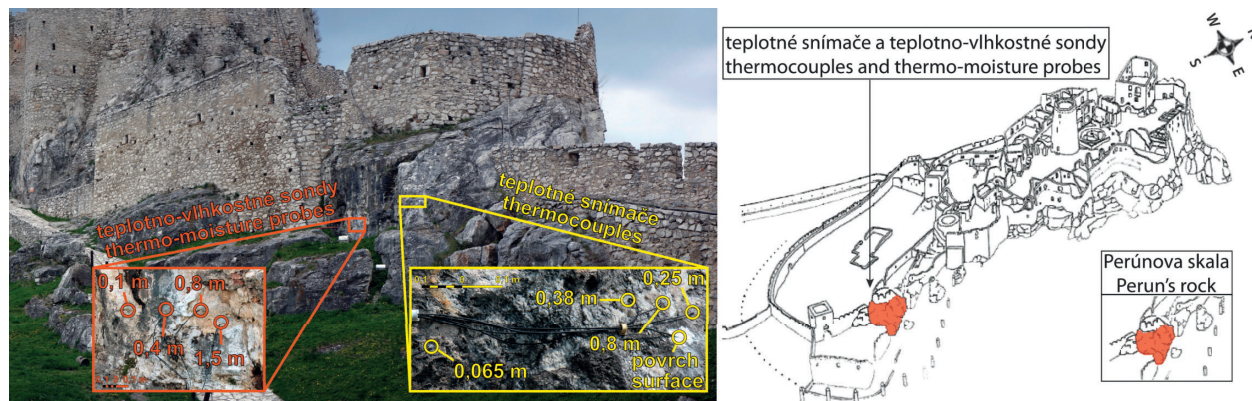 teplotno-vlhkostné sondy
thermo-moisture probes
0,1 m
0,8 m
0,4 m
1,5 m
teplotné snímače
thermocouples
0,38 m
0.25 m
0,8 m
0,065 m
povrch
surface
teplotné snímače a teplotno-vlhkostné sondy
thermocouples and thermo-moisture probes
W
N
S
E
Perúnova skala
Perun's rock